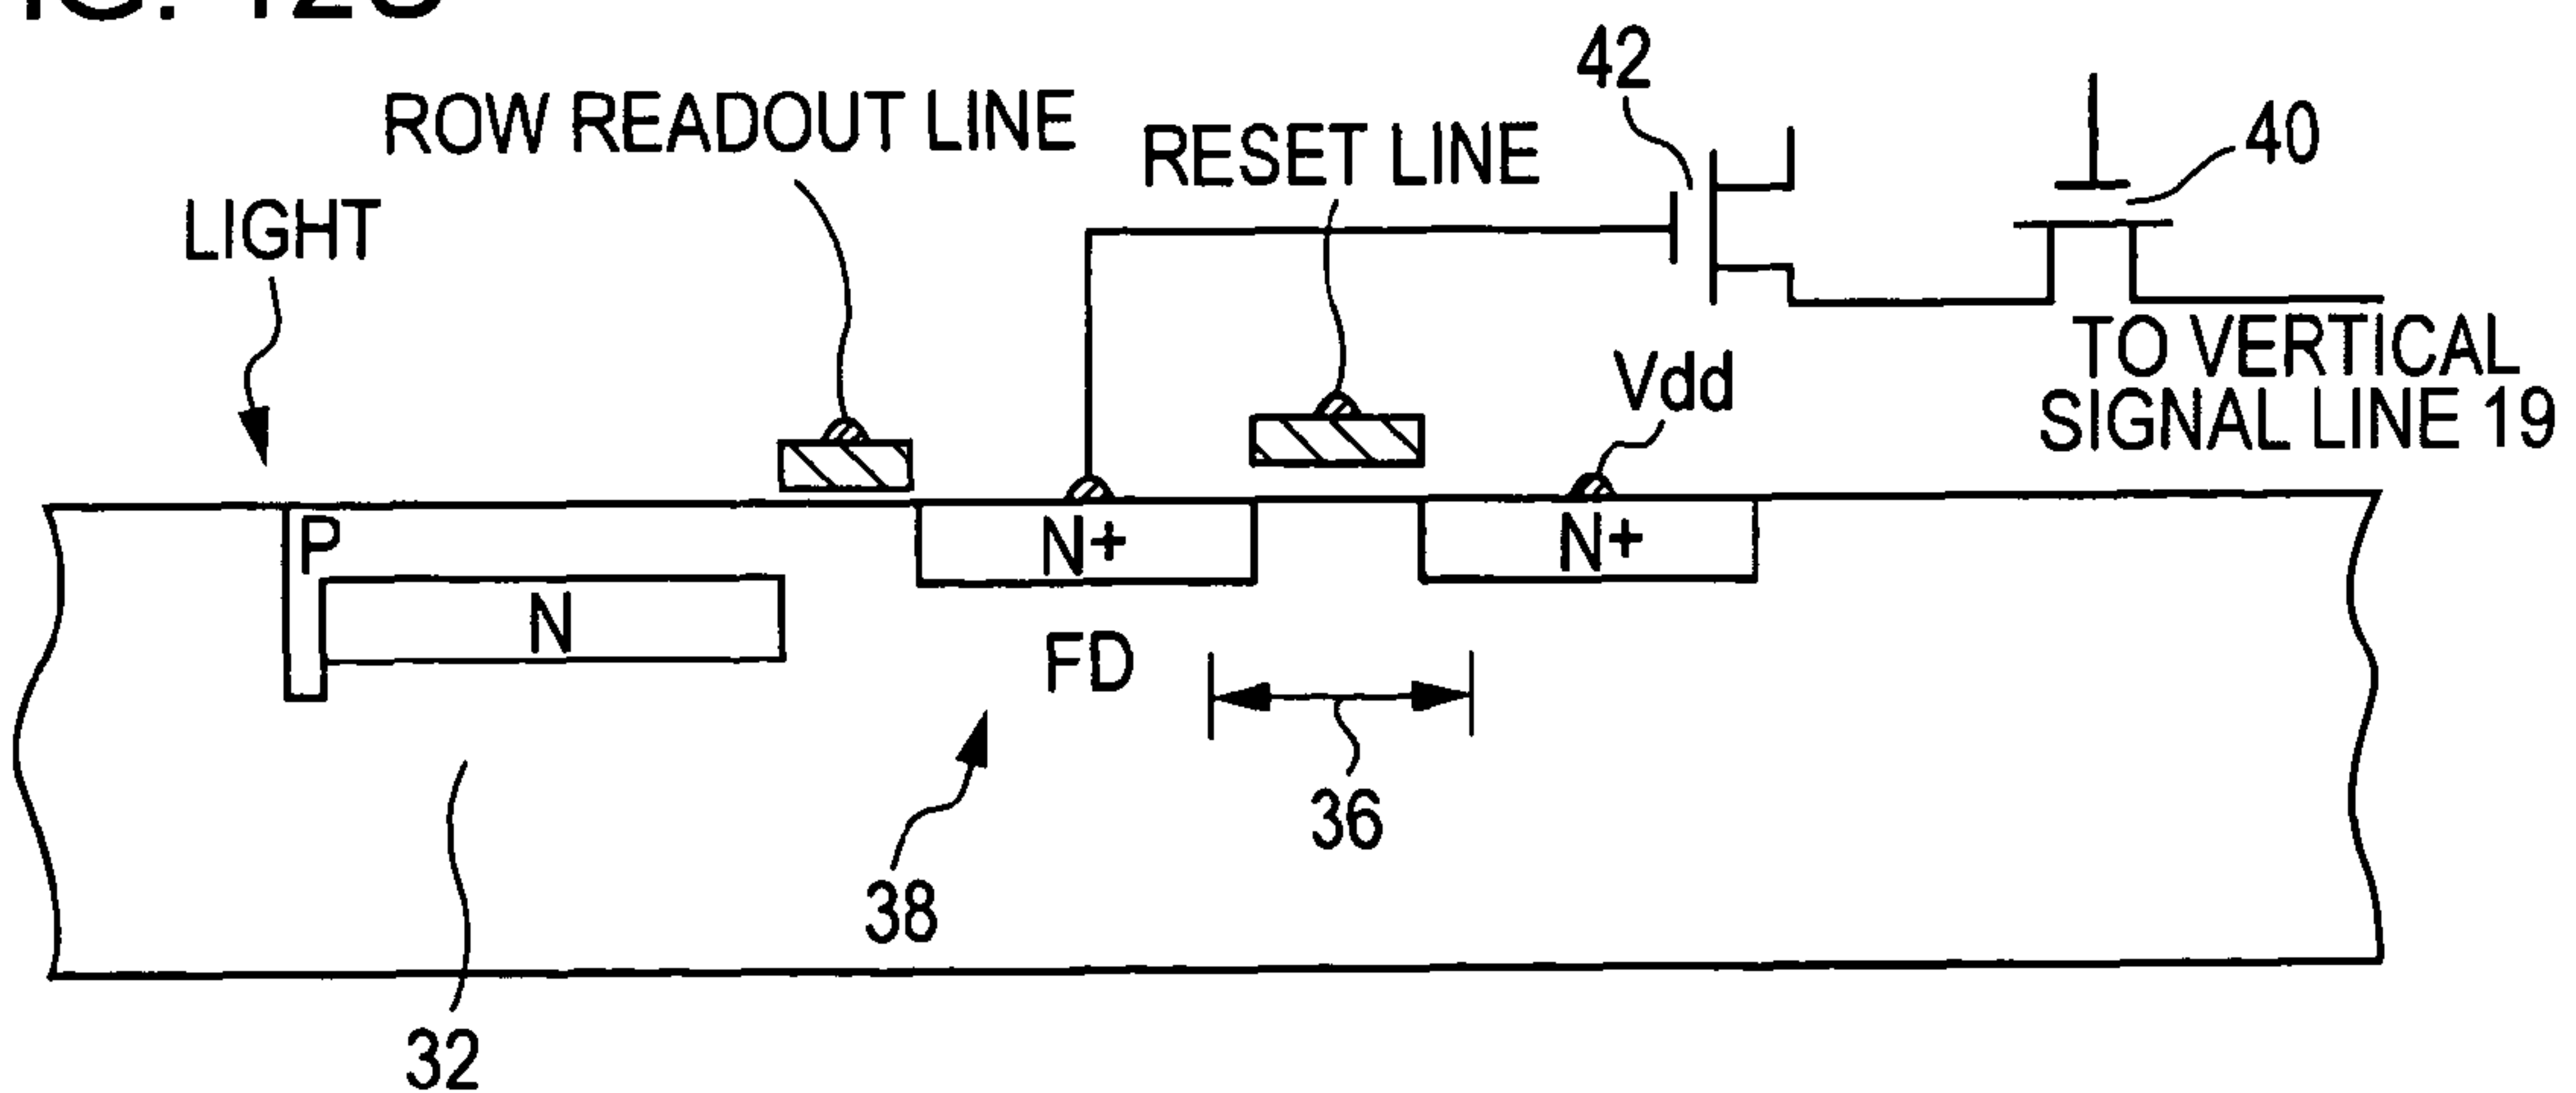 42
ROW READOUT LINE
RESET LINE
40
LIGHT
Vdd
TO VERTICAL
SIGNAL LINE 19
P
N+
N+
N
FD
36
38
32